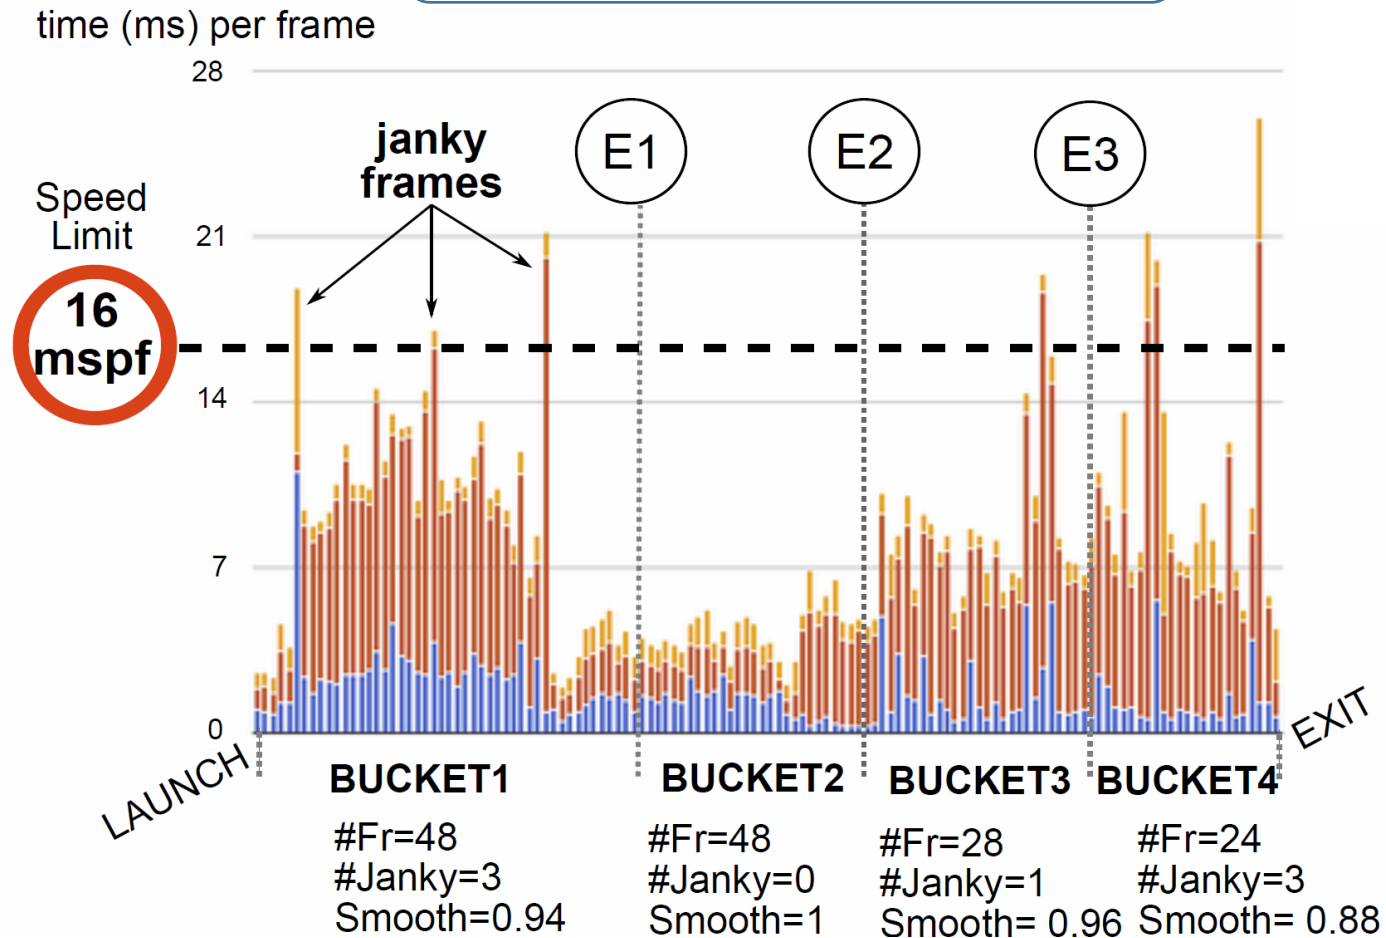 time (ms) per frame
28
janky
frames
E1
E2
E3
Speed
Limit
21
16
mspf
14
7
0
LAUNCH
EXIT
BUCKET1
#Fr=48
#Janky=3
Smooth=0.94
BUCKET2
#Fr=48
#Janky=0
Smooth=1
BUCKET3
#Fr=28
#Janky=1
Smooth= 0.96
BUCKET4
#Fr=24
#Janky=3
Smooth= 0.88